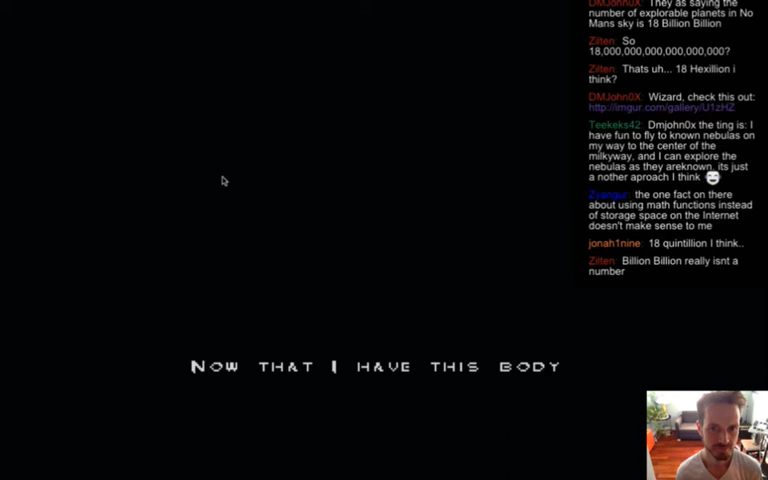 DMJohn0X: They as saying the
number of explorable planets in No
Mans sky is 18 Billion Billion
Zilten: So
18,000,000,000,000,000,000?
Zilten: Thats uh... 18 Hexillion i
think?
DMJohn0X: Wizard, check this out:
http://imgur.com/gallery/U1zHZ
Teekeks42: Dmjohn0x the ting is: I
have fun to fly to known nebulas on
my way to the center of the
milkyway, and I can explore the
nebulas as they areknown, its just
a nother aproach I think
the one fact on there
about using math functions instead
of storage space on the Internet
doesn't make sense to me
jonah1nine: 18 quintillion I think..
Zilten: Billion Billion really isnt a
number
Now that I have this body